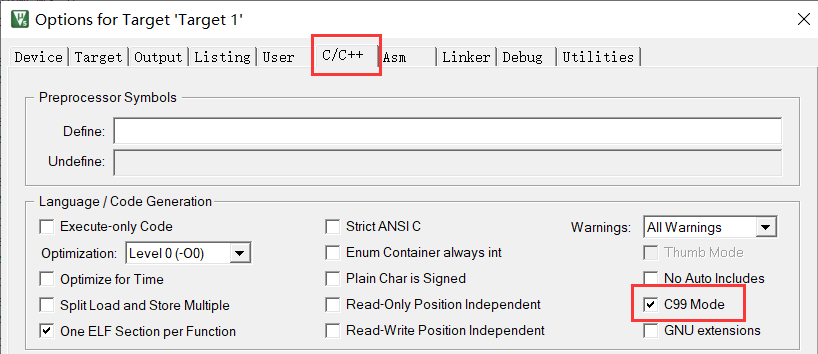 Options for Target 'Target 1'
Device Target Output Listing User C/C++ Asm Linker Debug Utilities
Preprocessor Symbols
Define:
Undefine:
Language / Code Generation
Execute-only Code Strict ANSI C Warnings: All Warnings
Optimization: Level 0 (-O0) Enum Container always int Thumb Mode
Optimize for Time Plain Char is Signed No Auto Includes
Split Load and Store Multiple Read-Only Position Independent C99 Mode
One ELF Section per Function Read-Write Position Independent GNU extensions